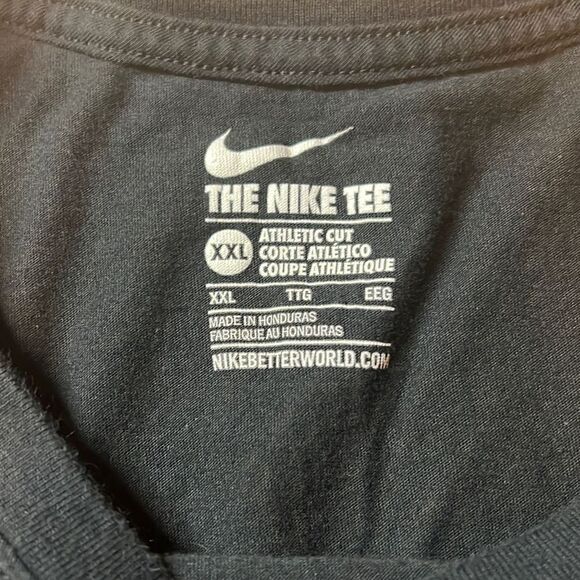 THE NIKE TEE
XXL
ATHLETIC CUT
CORTE ATLÉTICO
COUPE ATHLÉTIQUE
XXL TTG EEG
MADE IN HONDURAS
FABRIQUE AU HONDURAS
NIKEBETTERWORLD.COM